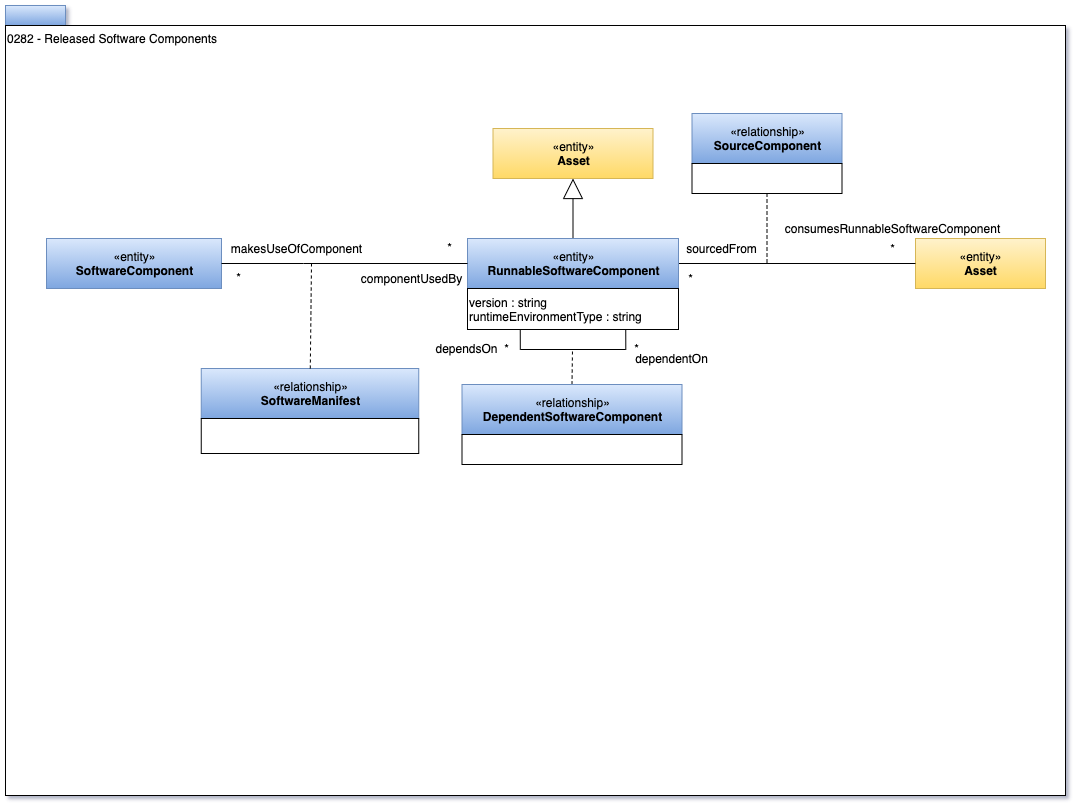 0282 - Released Software Components
«relationship»
SourceComponent
«entity»
Asset
consumesRunnableSoftwareComponent
makesUseOfComponent
*
«entity»
SoftwareComponent
*
componentUsedBy
«entity»
RunnableSoftwareComponent
version : string
runtimeEnvironmentType : string
sourcedFrom
*
*
«entity»
Asset
dependsOn *
*
dependentOn
«relationship»
SoftwareManifest
«relationship»
DependentSoftwareComponent